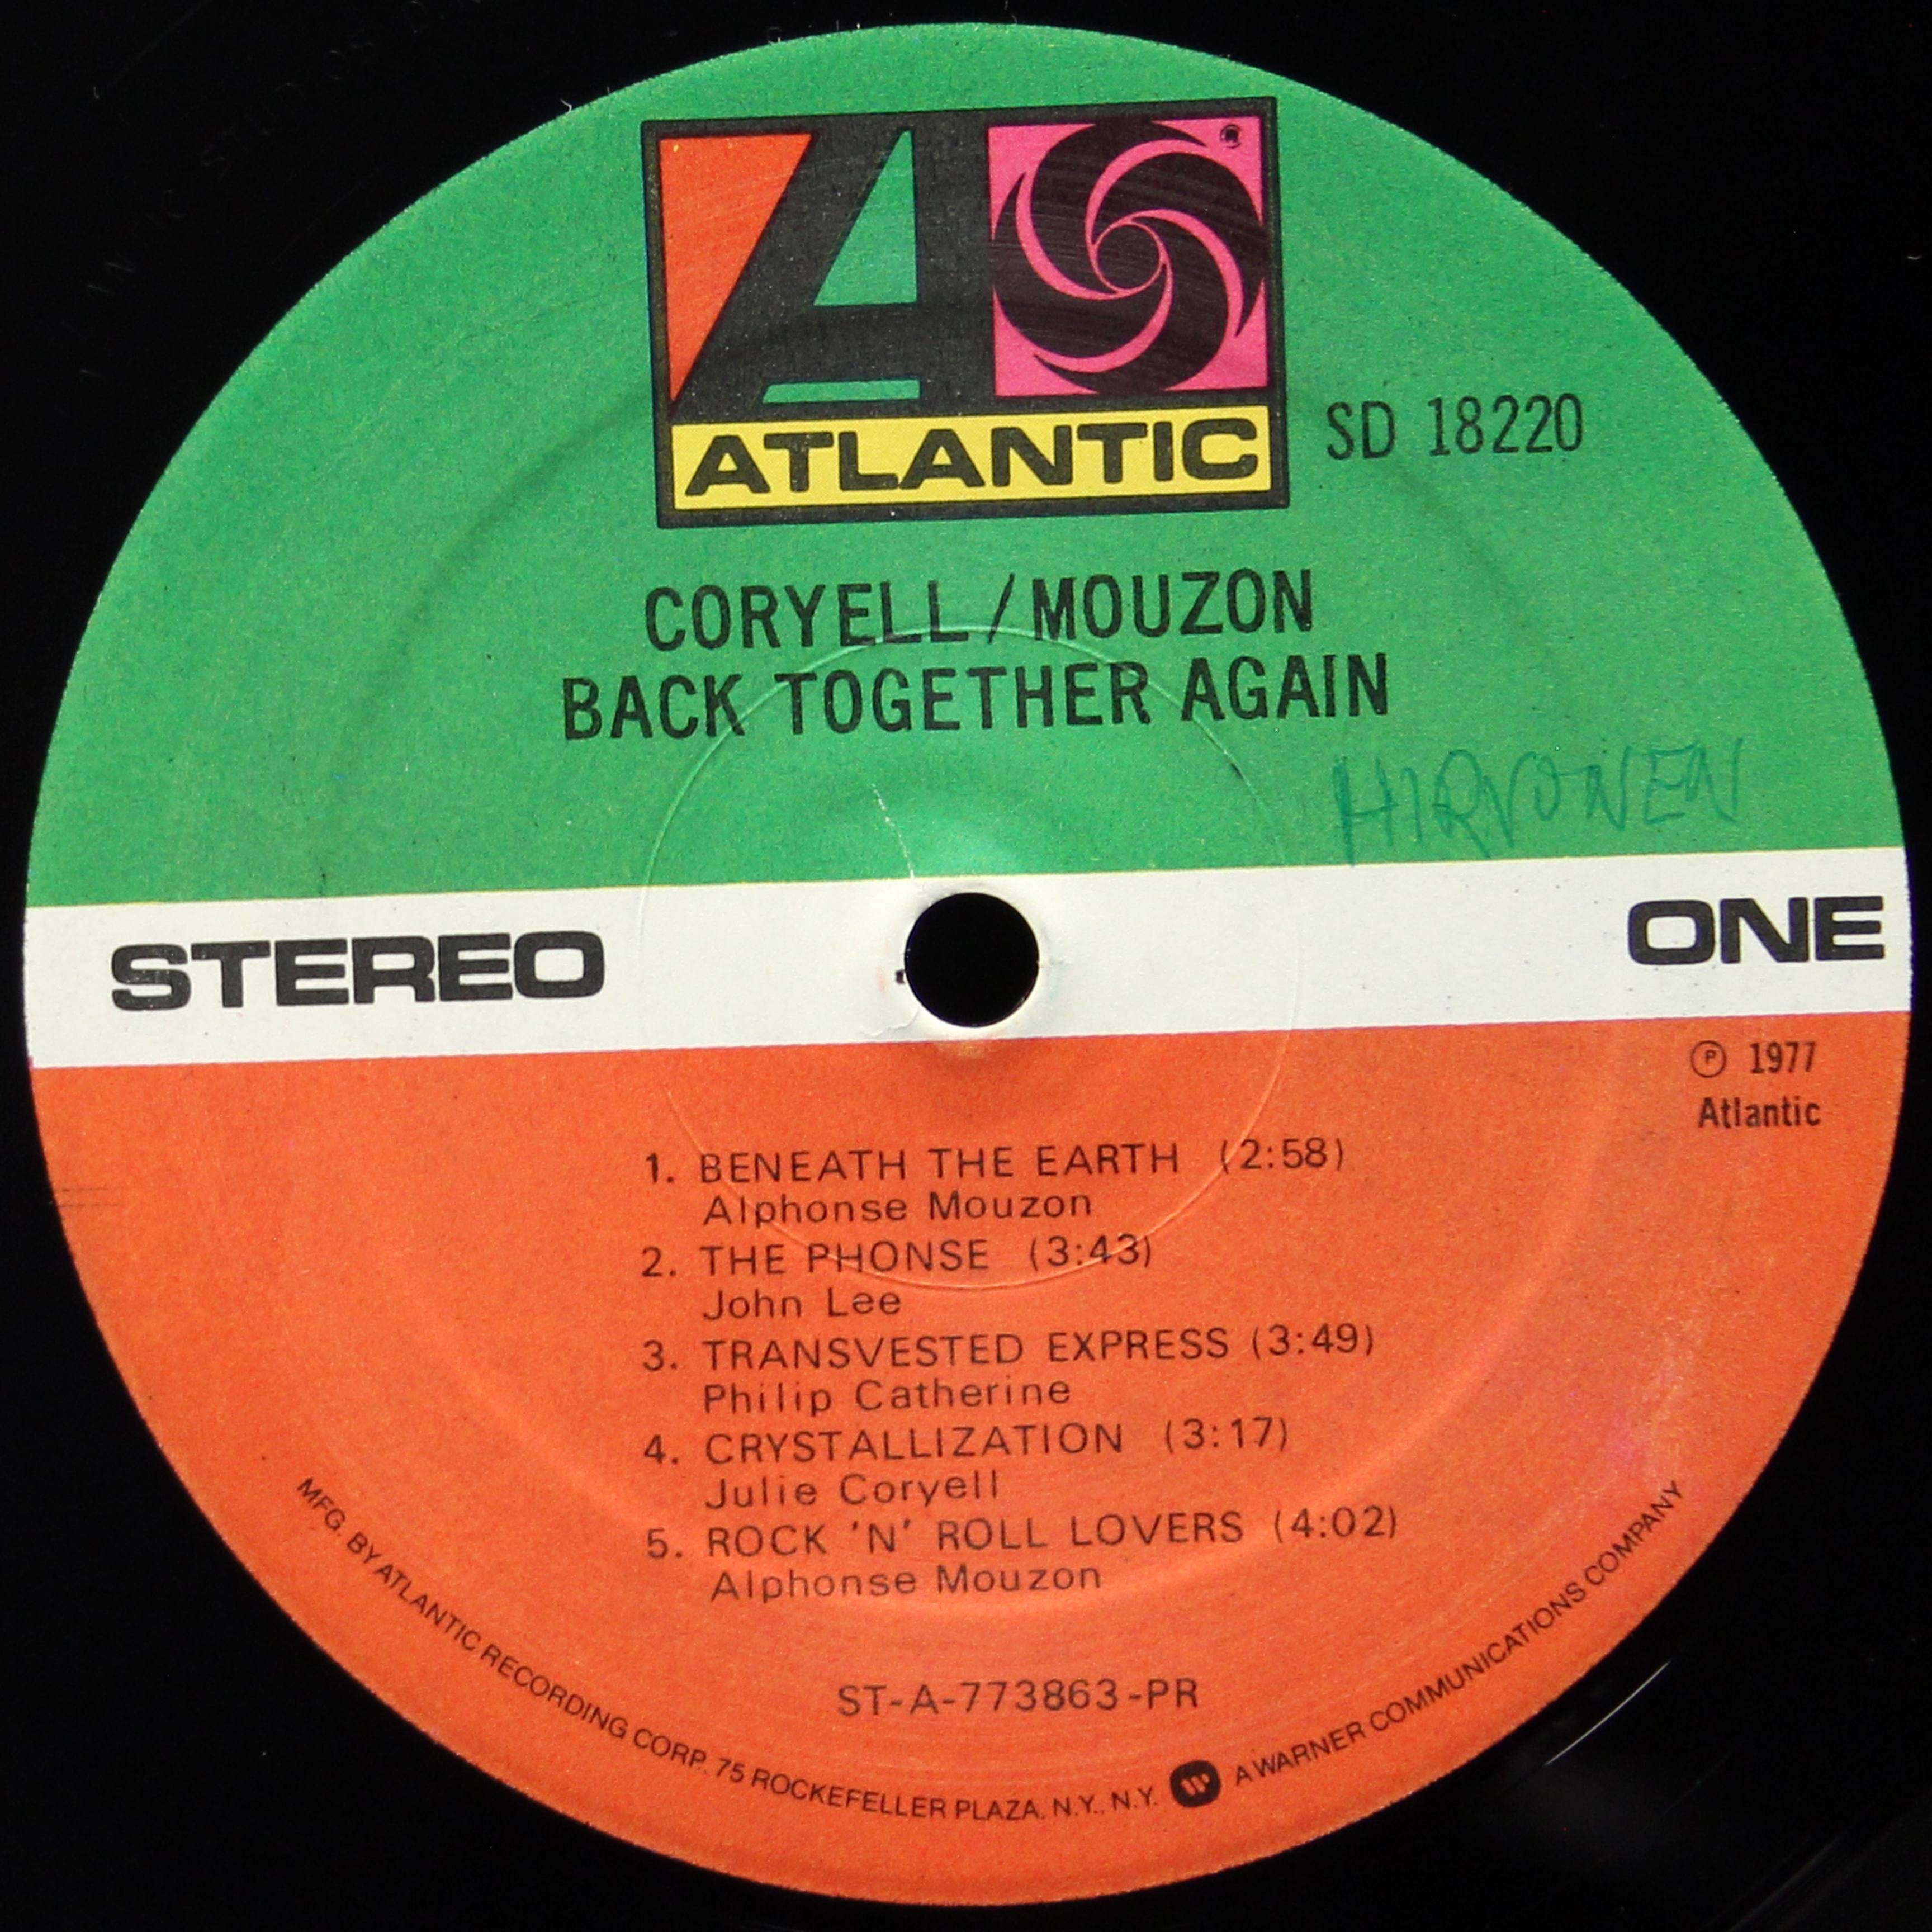 ATLANTIC
SD 18220
CORYELL/MOUZON
BACK TOGETHER AGAIN
HIRVONEN
STEREO
ONE
℗ 1977
Atlantic
1. BENEATH THE EARTH (2:58)
Alphonse Mouzon
2. THE PHONSE (3:43)
John Lee
3. TRANSVESTED EXPRESS (3:49)
Philip Catherine
4. CRYSTALLIZATION (3:17)
Julie Coryell
5. ROCK 'N' ROLL LOVERS (4:02)
Alphonse Mouzon
ST-A-773863-PR
MFG. BY ATLANTIC RECORDING CORP., 75 ROCKEFELLER PLAZA, N.Y., N.Y. A WARNER COMMUNICATIONS COMPANY